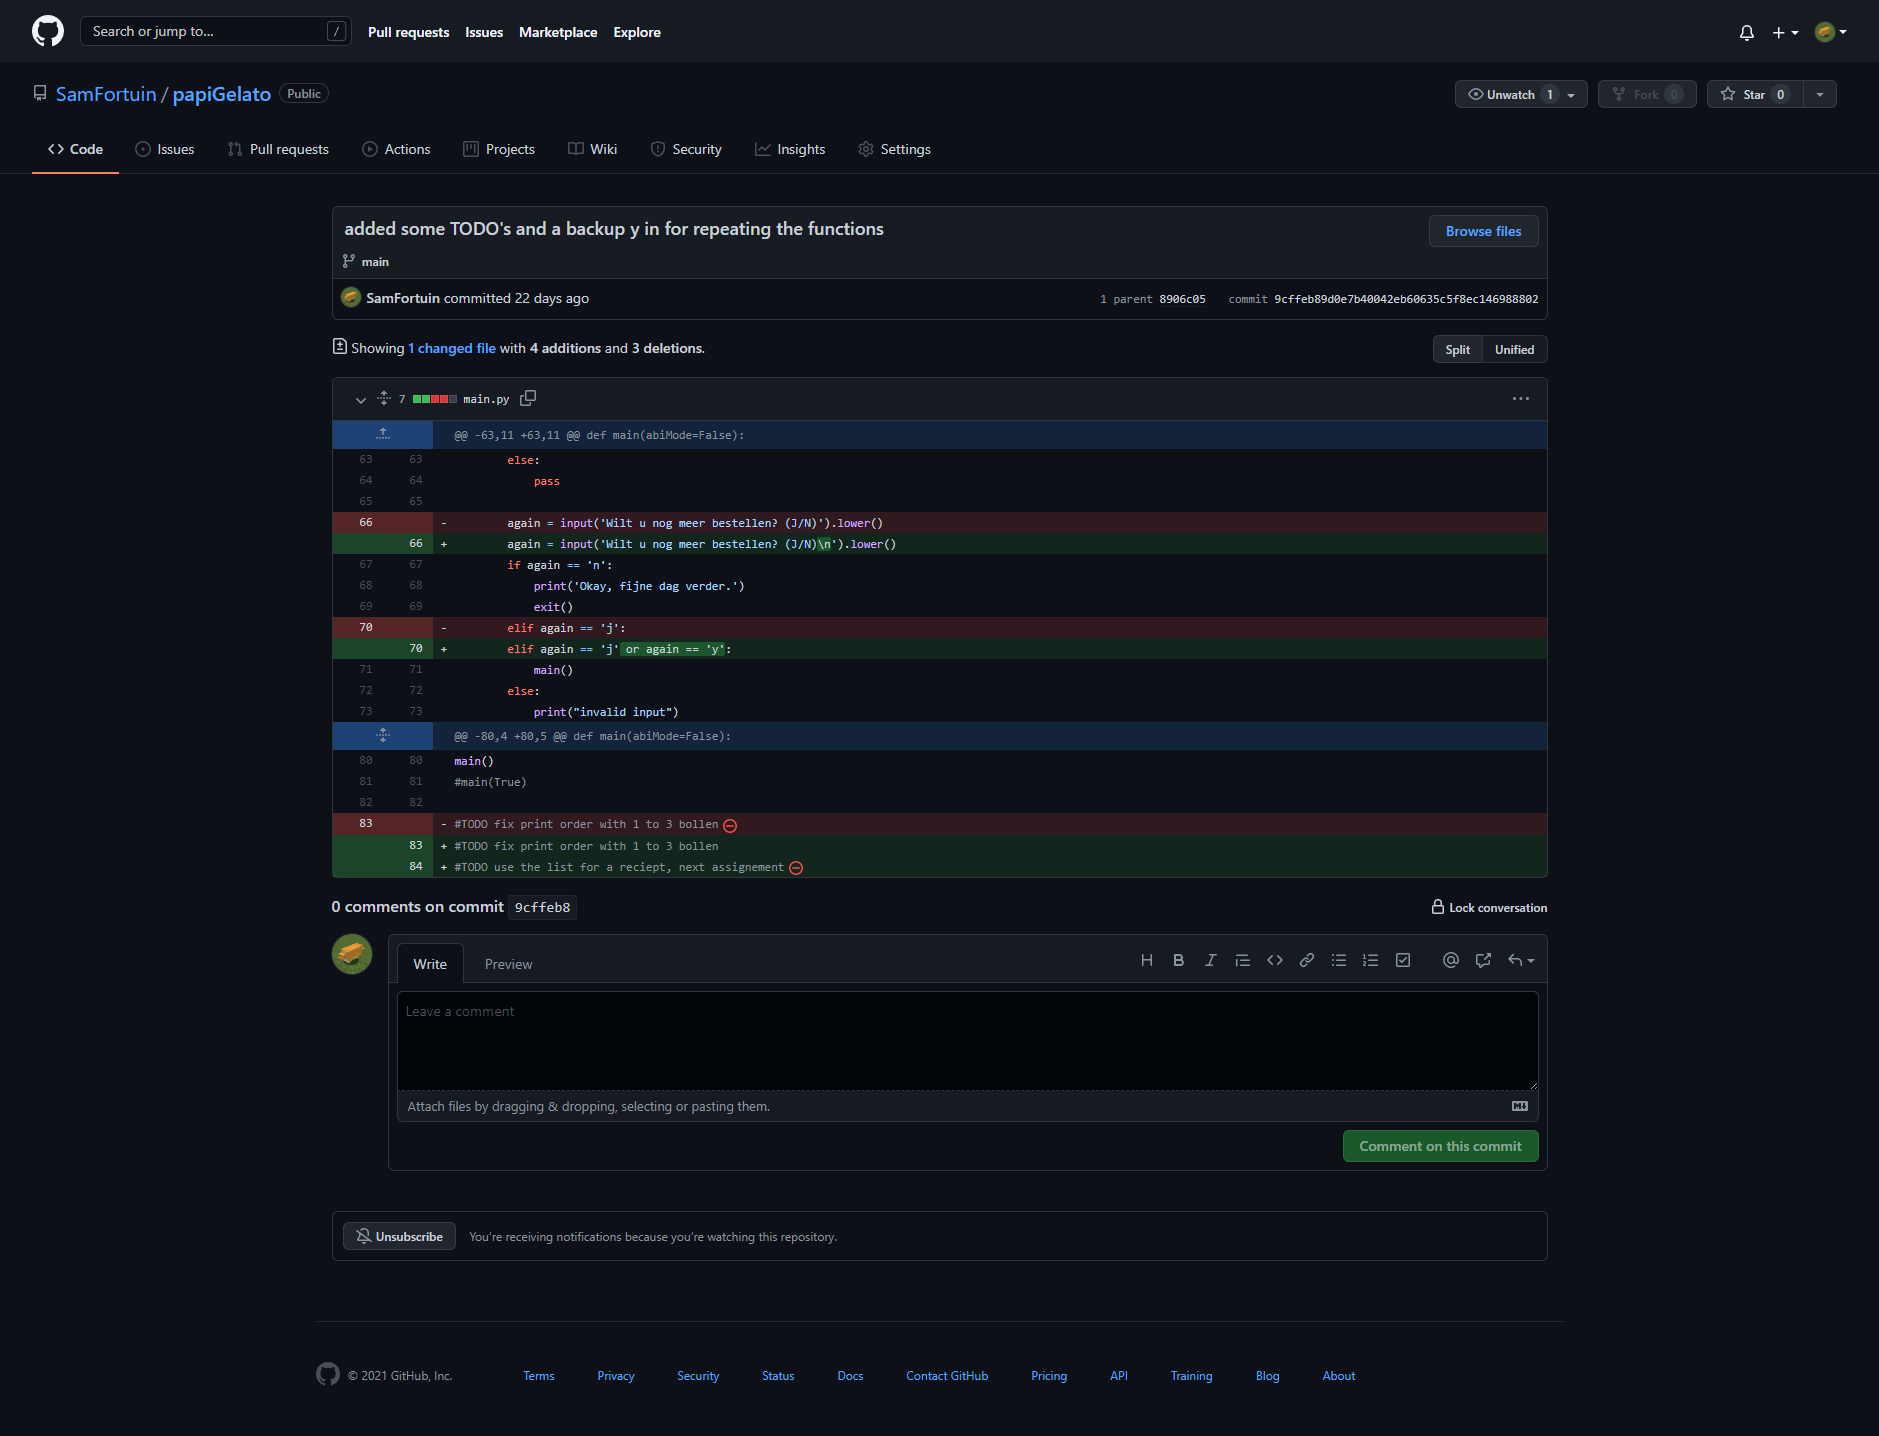 Search or jump to... / Pull requests Issues Marketplace Explore
SamFortuin / papiGelato Public Unwatch 1 Fork 0 Star 0
Code Issues Pull requests Actions Projects Wiki Security Insights Settings
added some TODO's and a backup y in for repeating the functions Browse files
main
SamFortuin committed 22 days ago 1 parent 8906c05 commit 9cffeb89d0e7b40042eb60635c5f8ec146988802
Showing 1 changed file with 4 additions and 3 deletions. Split Unified
7 main.py
@@ -63,11 +63,11 @@ def main(abiMode=False):
63 63 else:
64 64 pass
65 65
66 - again = input('Wilt u nog meer bestellen? (J/N)').lower()
66 + again = input('Wilt u nog meer bestellen? (J/N)\n').lower()
67 67 if again == 'n':
68 68 print('Okay, fijne dag verder.')
69 69 exit()
70 - elif again == 'j':
70 + elif again == 'j' or again == 'y':
71 71 main()
72 72 else:
73 73 print("invalid input")
@@ -80,4 +80,5 @@ def main(abiMode=False):
80 80 main()
81 81 #main(True)
82 82
83 - #TODO fix print order with 1 to 3 bollen
83 + #TODO fix print order with 1 to 3 bollen
84 + #TODO use the list for a reciept, next assignement
0 comments on commit 9cffeb8 Lock conversation
Write Preview
Leave a comment
Attach files by dragging & dropping, selecting or pasting them.
Comment on this commit
Unsubscribe You're receiving notifications because you're watching this repository.
© 2021 GitHub, Inc. Terms Privacy Security Status Docs Contact GitHub Pricing API Training Blog About